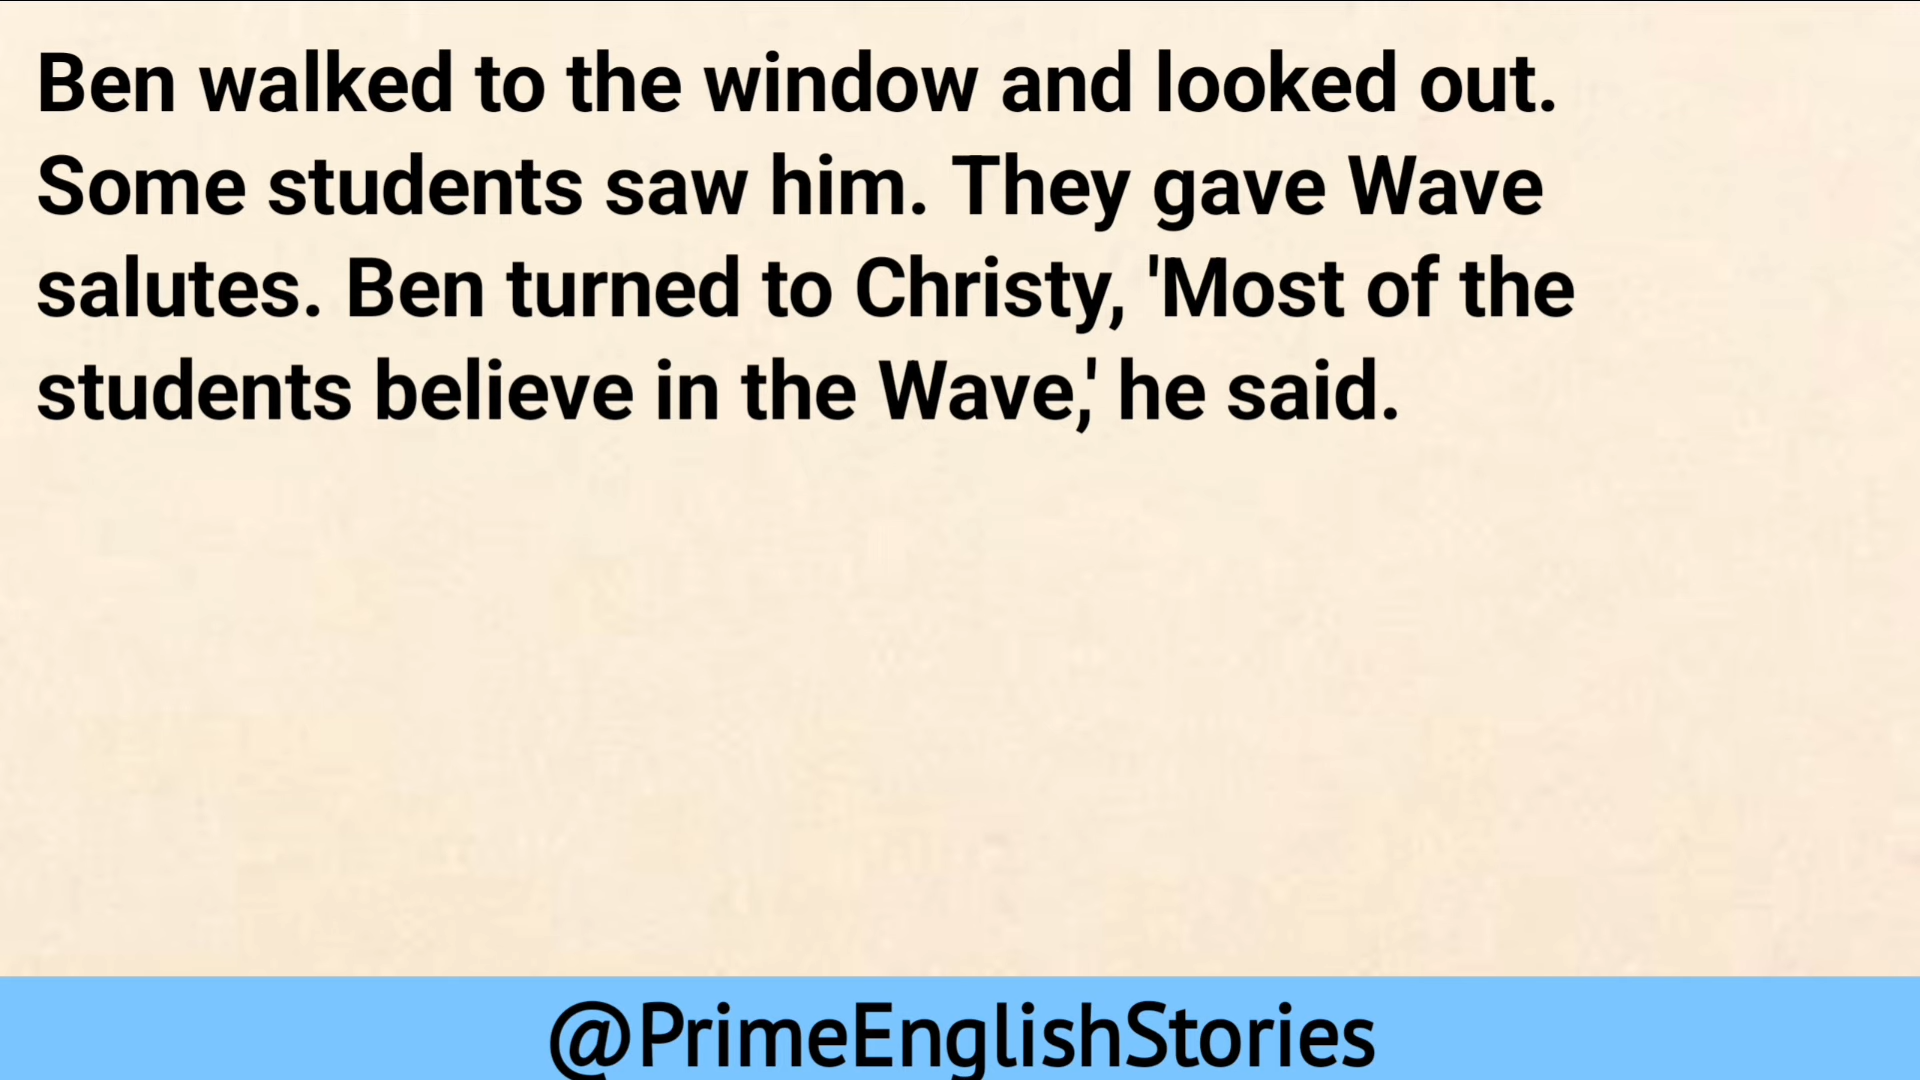 Ben walked to the window and looked out.
Some students saw him. They gave Wave
salutes. Ben turned to Christy, 'Most of the
students believe in the Wave,' he said.
@PrimeEnglishStories